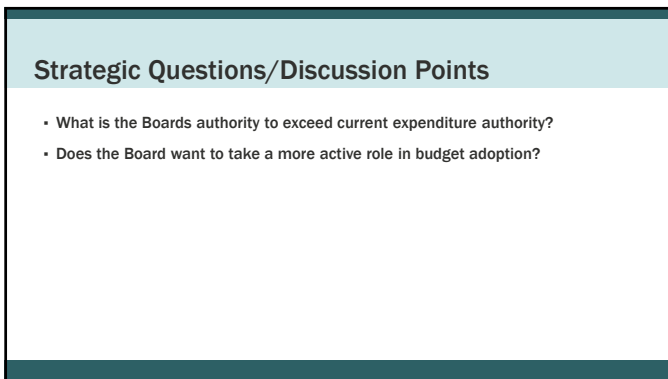 Strategic Questions/Discussion Points
▪ What is the Boards authority to exceed current expenditure authority?
▪ Does the Board want to take a more active role in budget adoption?